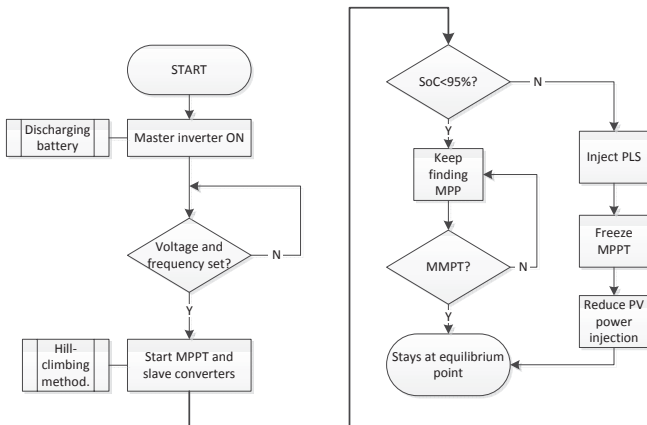 START
Discharging
battery
Master inverter ON
Voltage and
frequency set?
N
Y
Hill-
climbing
method.
Start MPPT and
slave converters
SoC<95%?
N
Y
Keep
finding
MPP
Inject PLS
MMPT?
N
Y
Freeze
MPPT
Reduce PV
power
injection
Stays at equilibrium
point